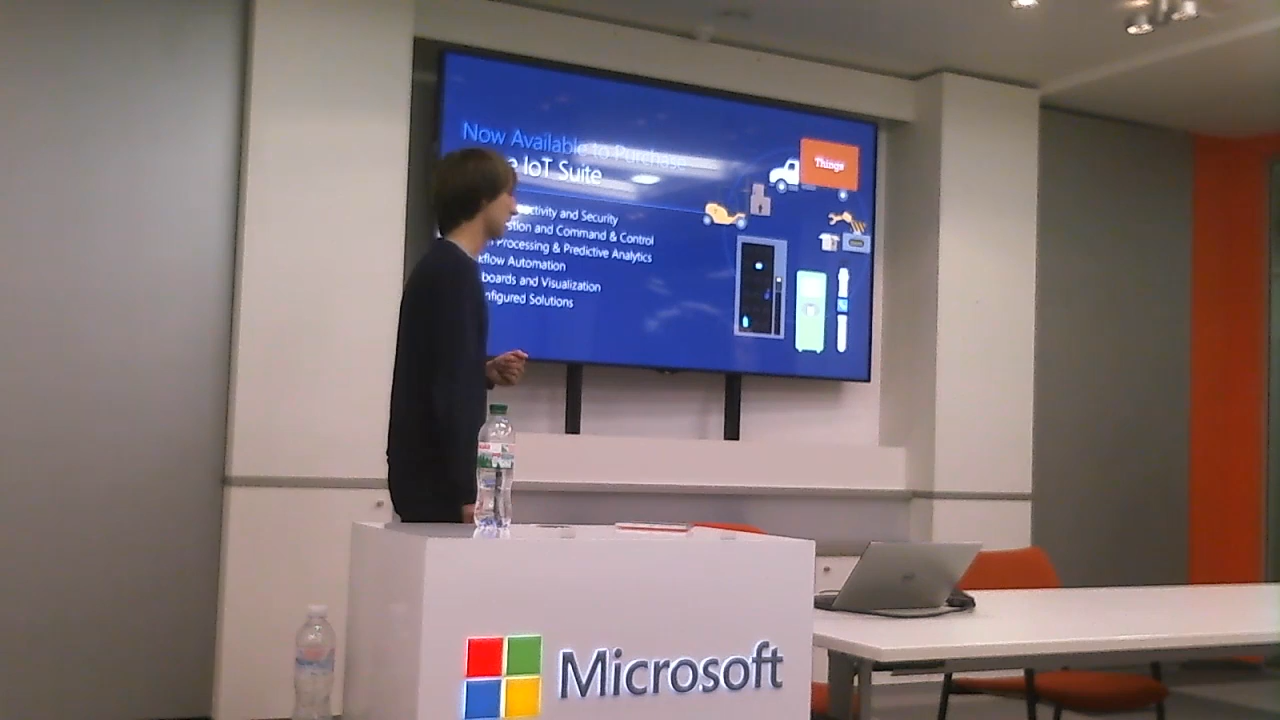 Now Available to Purchase
e IoT Suite
ctivity and Security
stion and Command & Control
Processing & Predictive Analytics
kflow Automation
boards and Visualization
nfigured Solutions
Things
Microsoft